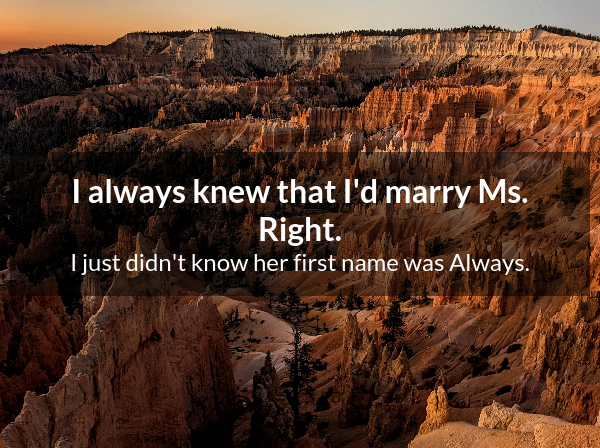 I always knew that I'd marry Ms.
Right.
I just didn't know her first name was Always.